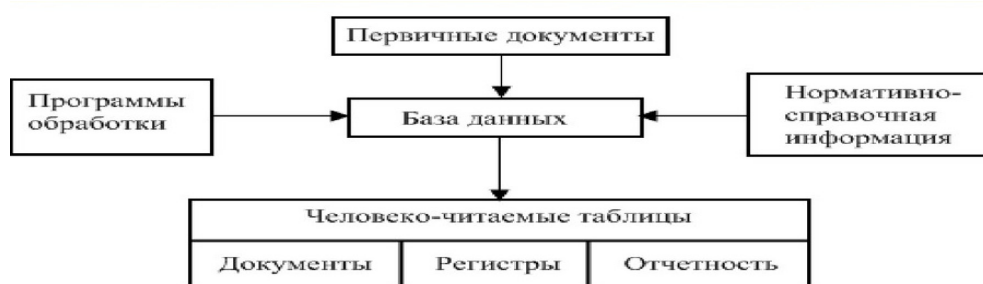 Первичные документы
Программы
обработки
База данных
Нормативно-
справочная
информация
Человеко-читаемые таблицы
Документы
Регистры
Отчетность